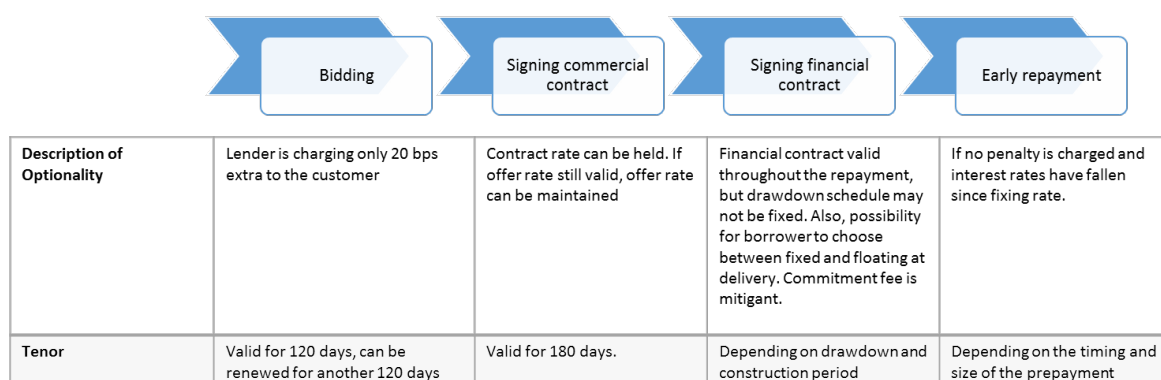 Bidding
Signing commercial
contract
Signing financial
contract
Early repayment
Description of
Optionality
Lender is charging only 20 bps
extra to the customer
Contract rate can be held. If
offer rate still valid, offer rate
can be maintained
Financial contract valid
throughout the repayment,
but drawdown schedule may
not be fixed. Also, possibility
for borrower to choose
between fixed and floating at
delivery. Commitment fee is
mitigant.
If no penalty is charged and
interest rates have fallen
since fixing rate.
Tenor
Valid for 120 days, can be
renewed for another 120 days
Valid for 180 days.
Depending on drawdown and
construction period
Depending on the timing and
size of the prepayment